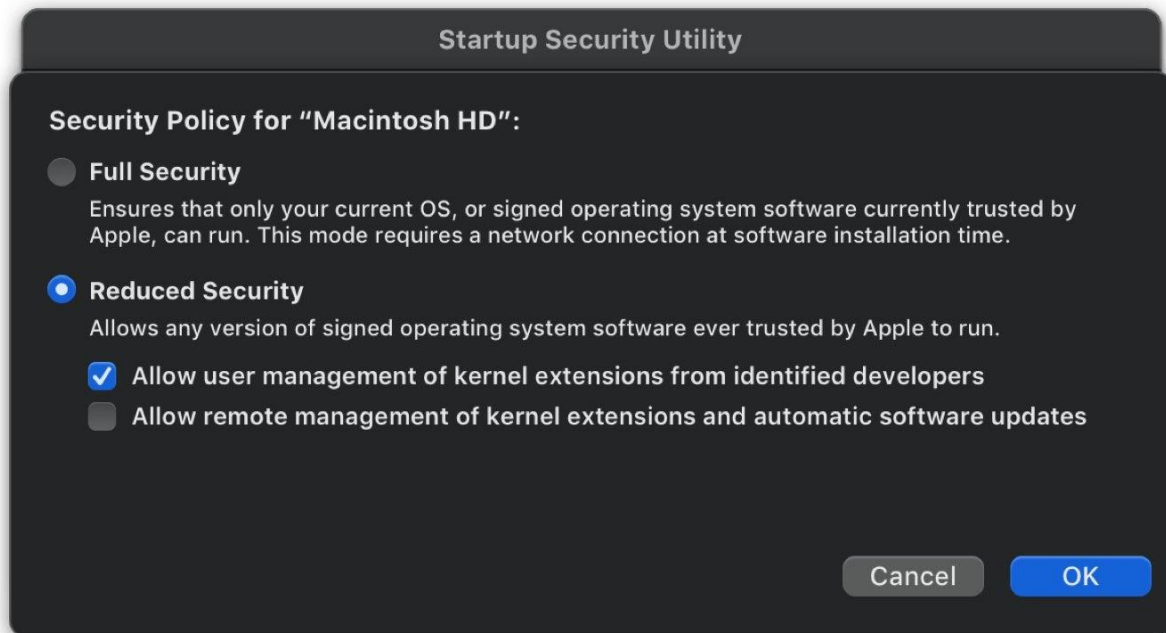 Startup Security Utility
Security Policy for “Macintosh HD”:
Full Security
Ensures that only your current OS, or signed operating system software currently trusted by
Apple, can run. This mode requires a network connection at software installation time.
Reduced Security
Allows any version of signed operating system software ever trusted by Apple to run.
Allow user management of kernel extensions from identified developers
Allow remote management of kernel extensions and automatic software updates
Cancel OK